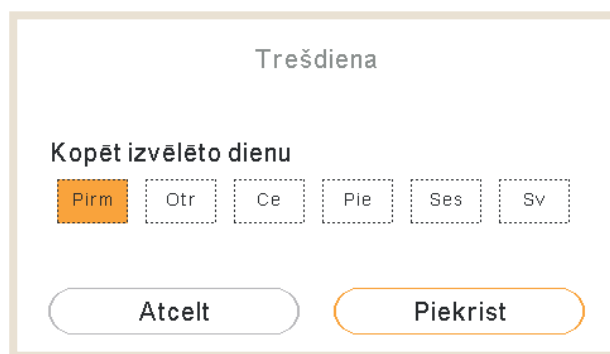 Trešdiena
Kopēt izvēlēto dienu
Pirm Otr Ce Pie Ses Sv
Atcelt Piekrist